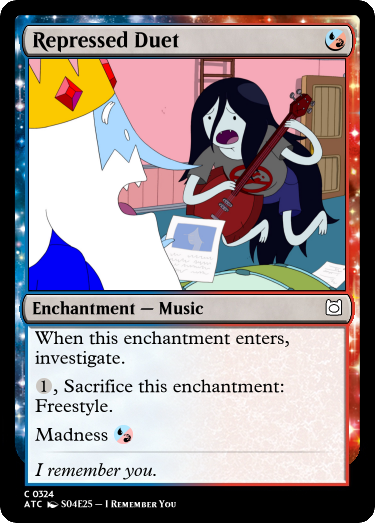 Repressed Duet
Enchantment — Music
When this enchantment enters,
investigate.
1, Sacrifice this enchantment:
Freestyle.
Madness
I remember you.
C 0324
ATC S04E25 — I Remember You